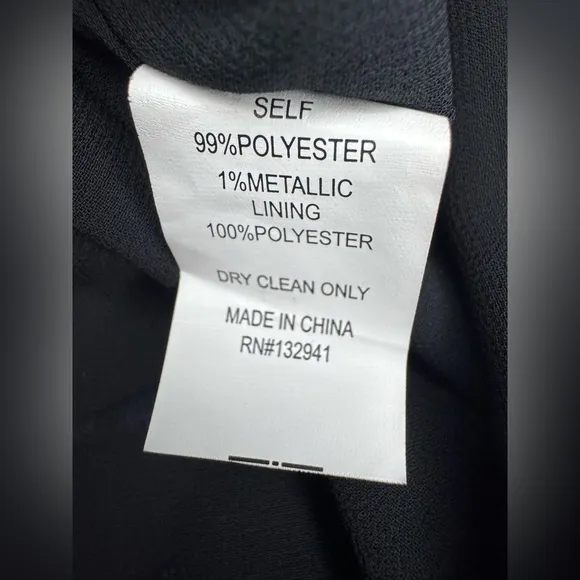 SELF
99%POLYESTER
1%METALLIC
LINING
100%POLYESTER
DRY CLEAN ONLY
MADE IN CHINA
RN#132941